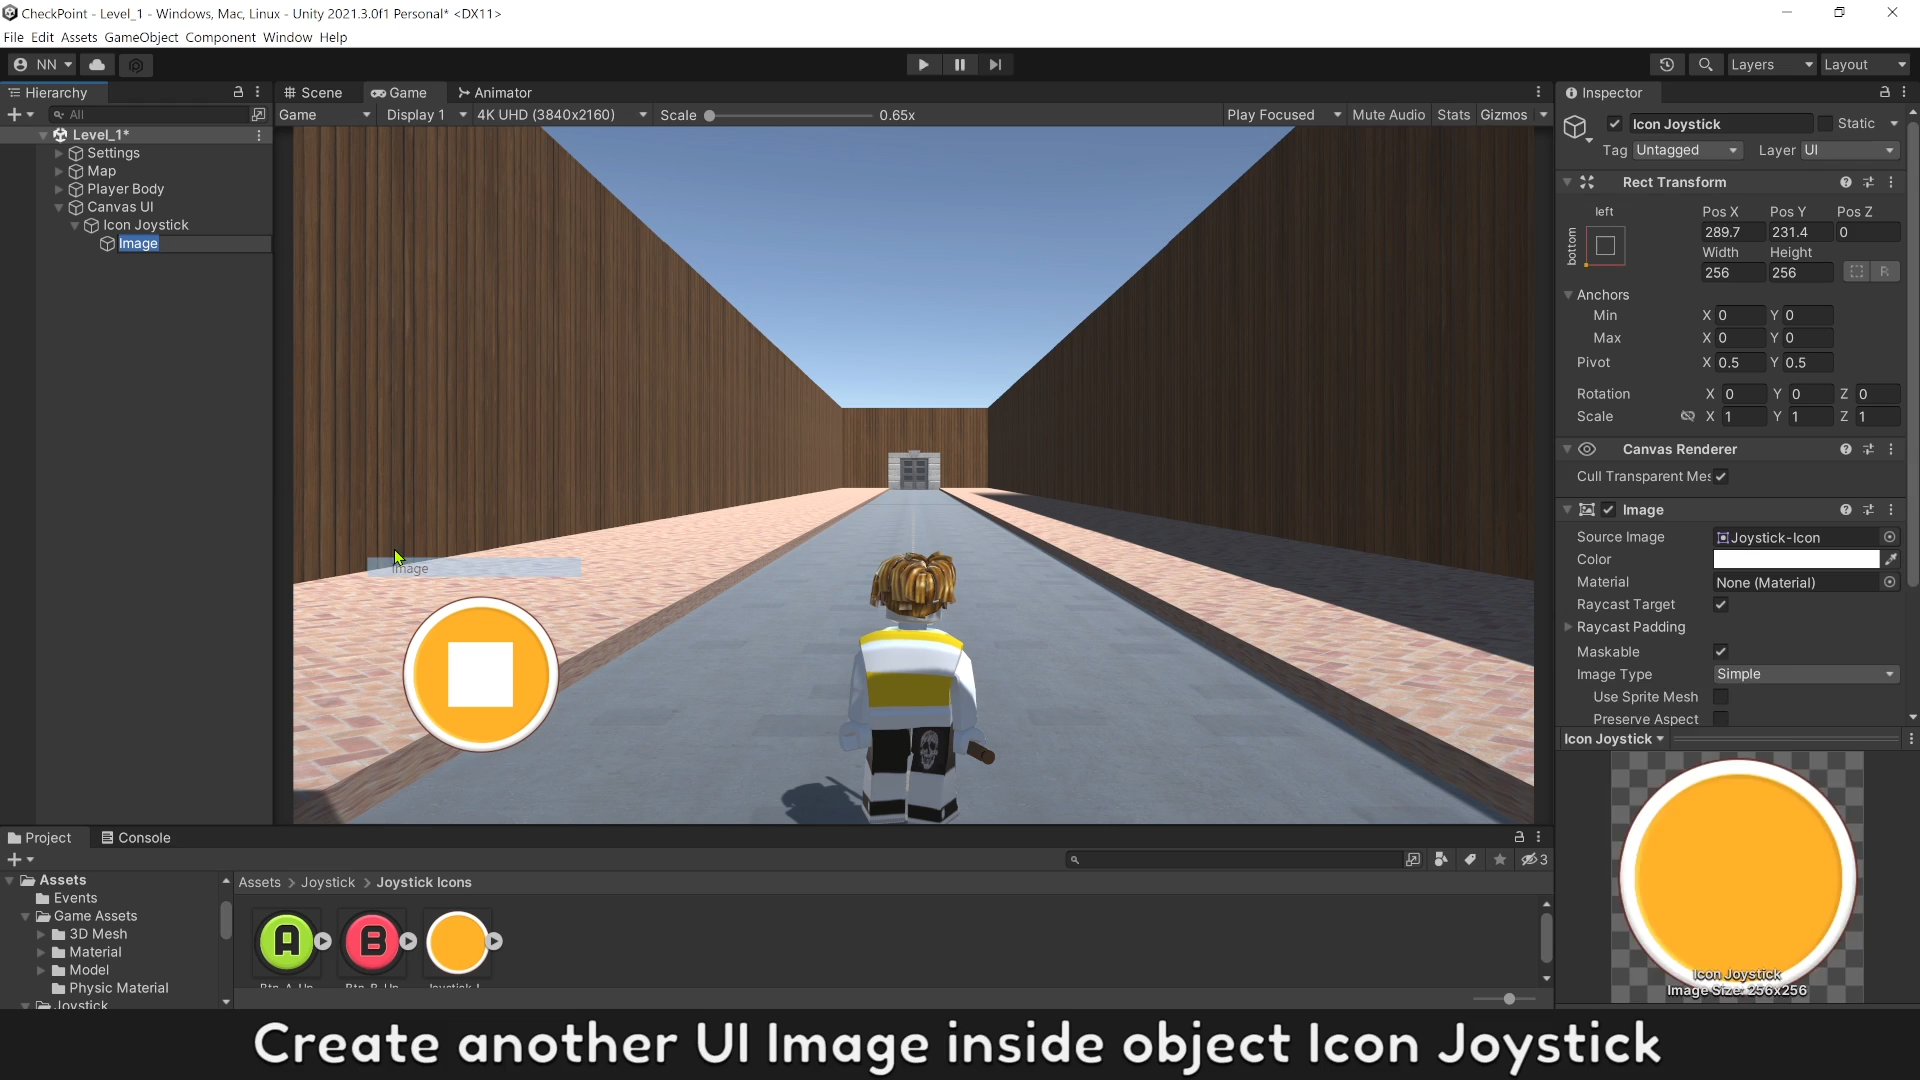 CheckPoint - Level_1 - Windows, Mac, Linux - Unity 2021.3.0f1 Personal* <DX11>
File Edit Assets GameObject Component Window Help
NN
Layers
Layout
Hierarchy
All
Level_1*
Settings
Map
Player Body
Canvas UI
Icon Joystick
Image
Scene
Game
Animator
Game
Display 1
4K UHD (3840x2160)
Scale
0.65x
Play Focused
Mute Audio
Stats
Gizmos
Image
Inspector
Icon Joystick
Static
Tag Untagged
Layer UI
Rect Transform
left
bottom
Pos X Pos Y Pos Z
289.7 231.4 0
Width Height
256 256
R
Anchors
Min X 0 Y 0
Max X 0 Y 0
Pivot X 0.5 Y 0.5
Rotation X 0 Y 0 Z 0
Scale X 1 Y 1 Z 1
Canvas Renderer
Cull Transparent Mes
Image
Source Image Joystick-Icon
Color
Material None (Material)
Raycast Target
Raycast Padding
Maskable
Image Type Simple
Use Sprite Mesh
Preserve Aspect
Icon Joystick
Icon Joystick
Image Size: 256x256
Project
Console
3
Assets
Events
Game Assets
3D Mesh
Material
Model
Physic Material
Joystick
Assets > Joystick > Joystick Icons
A
B
Create another UI Image inside object Icon Joystick